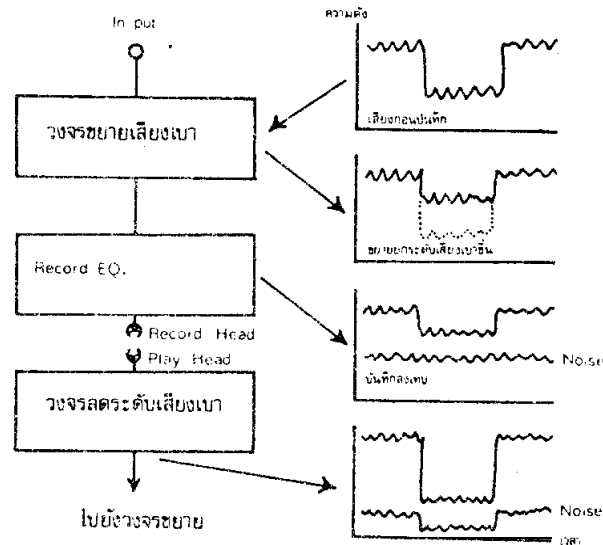 In put
วงจรขยายเสียงเบา
Record EQ.
Record Head
Play Head
วงจรลดระดับเสียงเบา
ไปยังวงจรขยาย
ความดัง
เสียงก่อนบันทึก
ขยายยกระดับเสียงเบาขึ้น
Noise
บันทึกลงเทป
Noise
เวลา